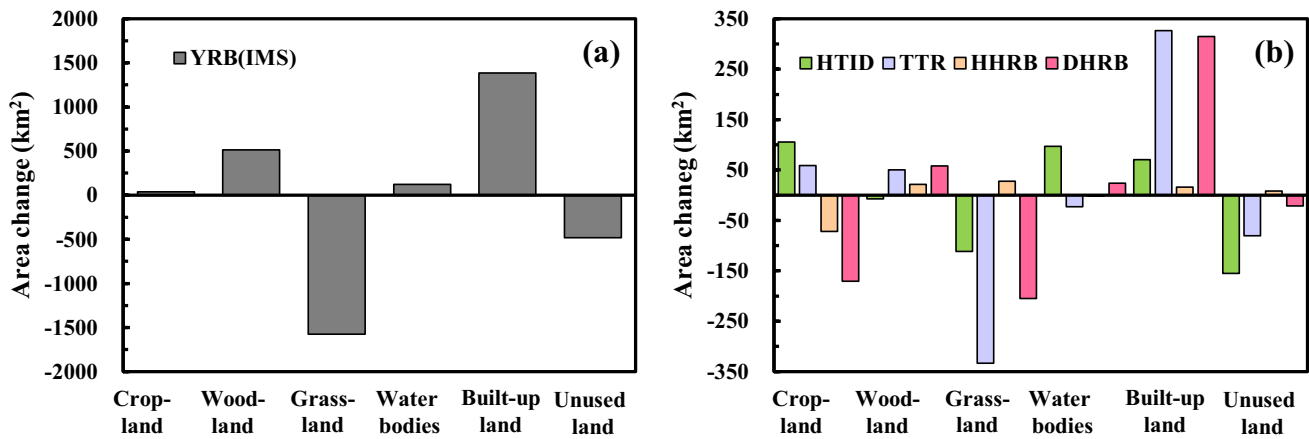 2000
1500
1000
500
0
-500
-1000
-1500
-2000
Area change (km²)
YRB(IMS)
(a)
Crop-
land
Wood-
land
Grass-
land
Water
bodies
Built-up
land
Unused
land
350
250
150
50
-50
-150
-250
-350
Area chaneg (km²)
HTID TTR HHRB DHRB
(b)
Crop-
land
Wood-
land
Grass-
land
Water
bodies
Built-up
land
Unused
land